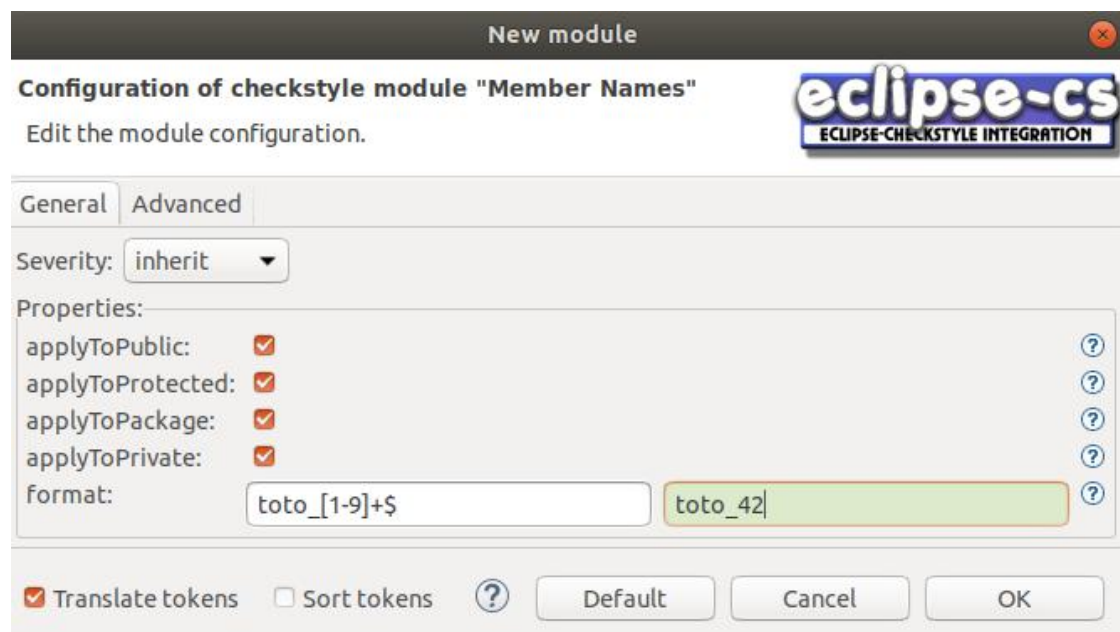 New module
Configuration of checkstyle module "Member Names"
Edit the module configuration.
eclipse-cs
ECLIPSE-CHECKSTYLE INTEGRATION
General Advanced
Severity: inherit
Properties:
applyToPublic: ?
applyToProtected: ?
applyToPackage: ?
applyToPrivate: ?
format: toto_[1-9]+$ toto_42 ?
Translate tokens Sort tokens ? Default Cancel OK